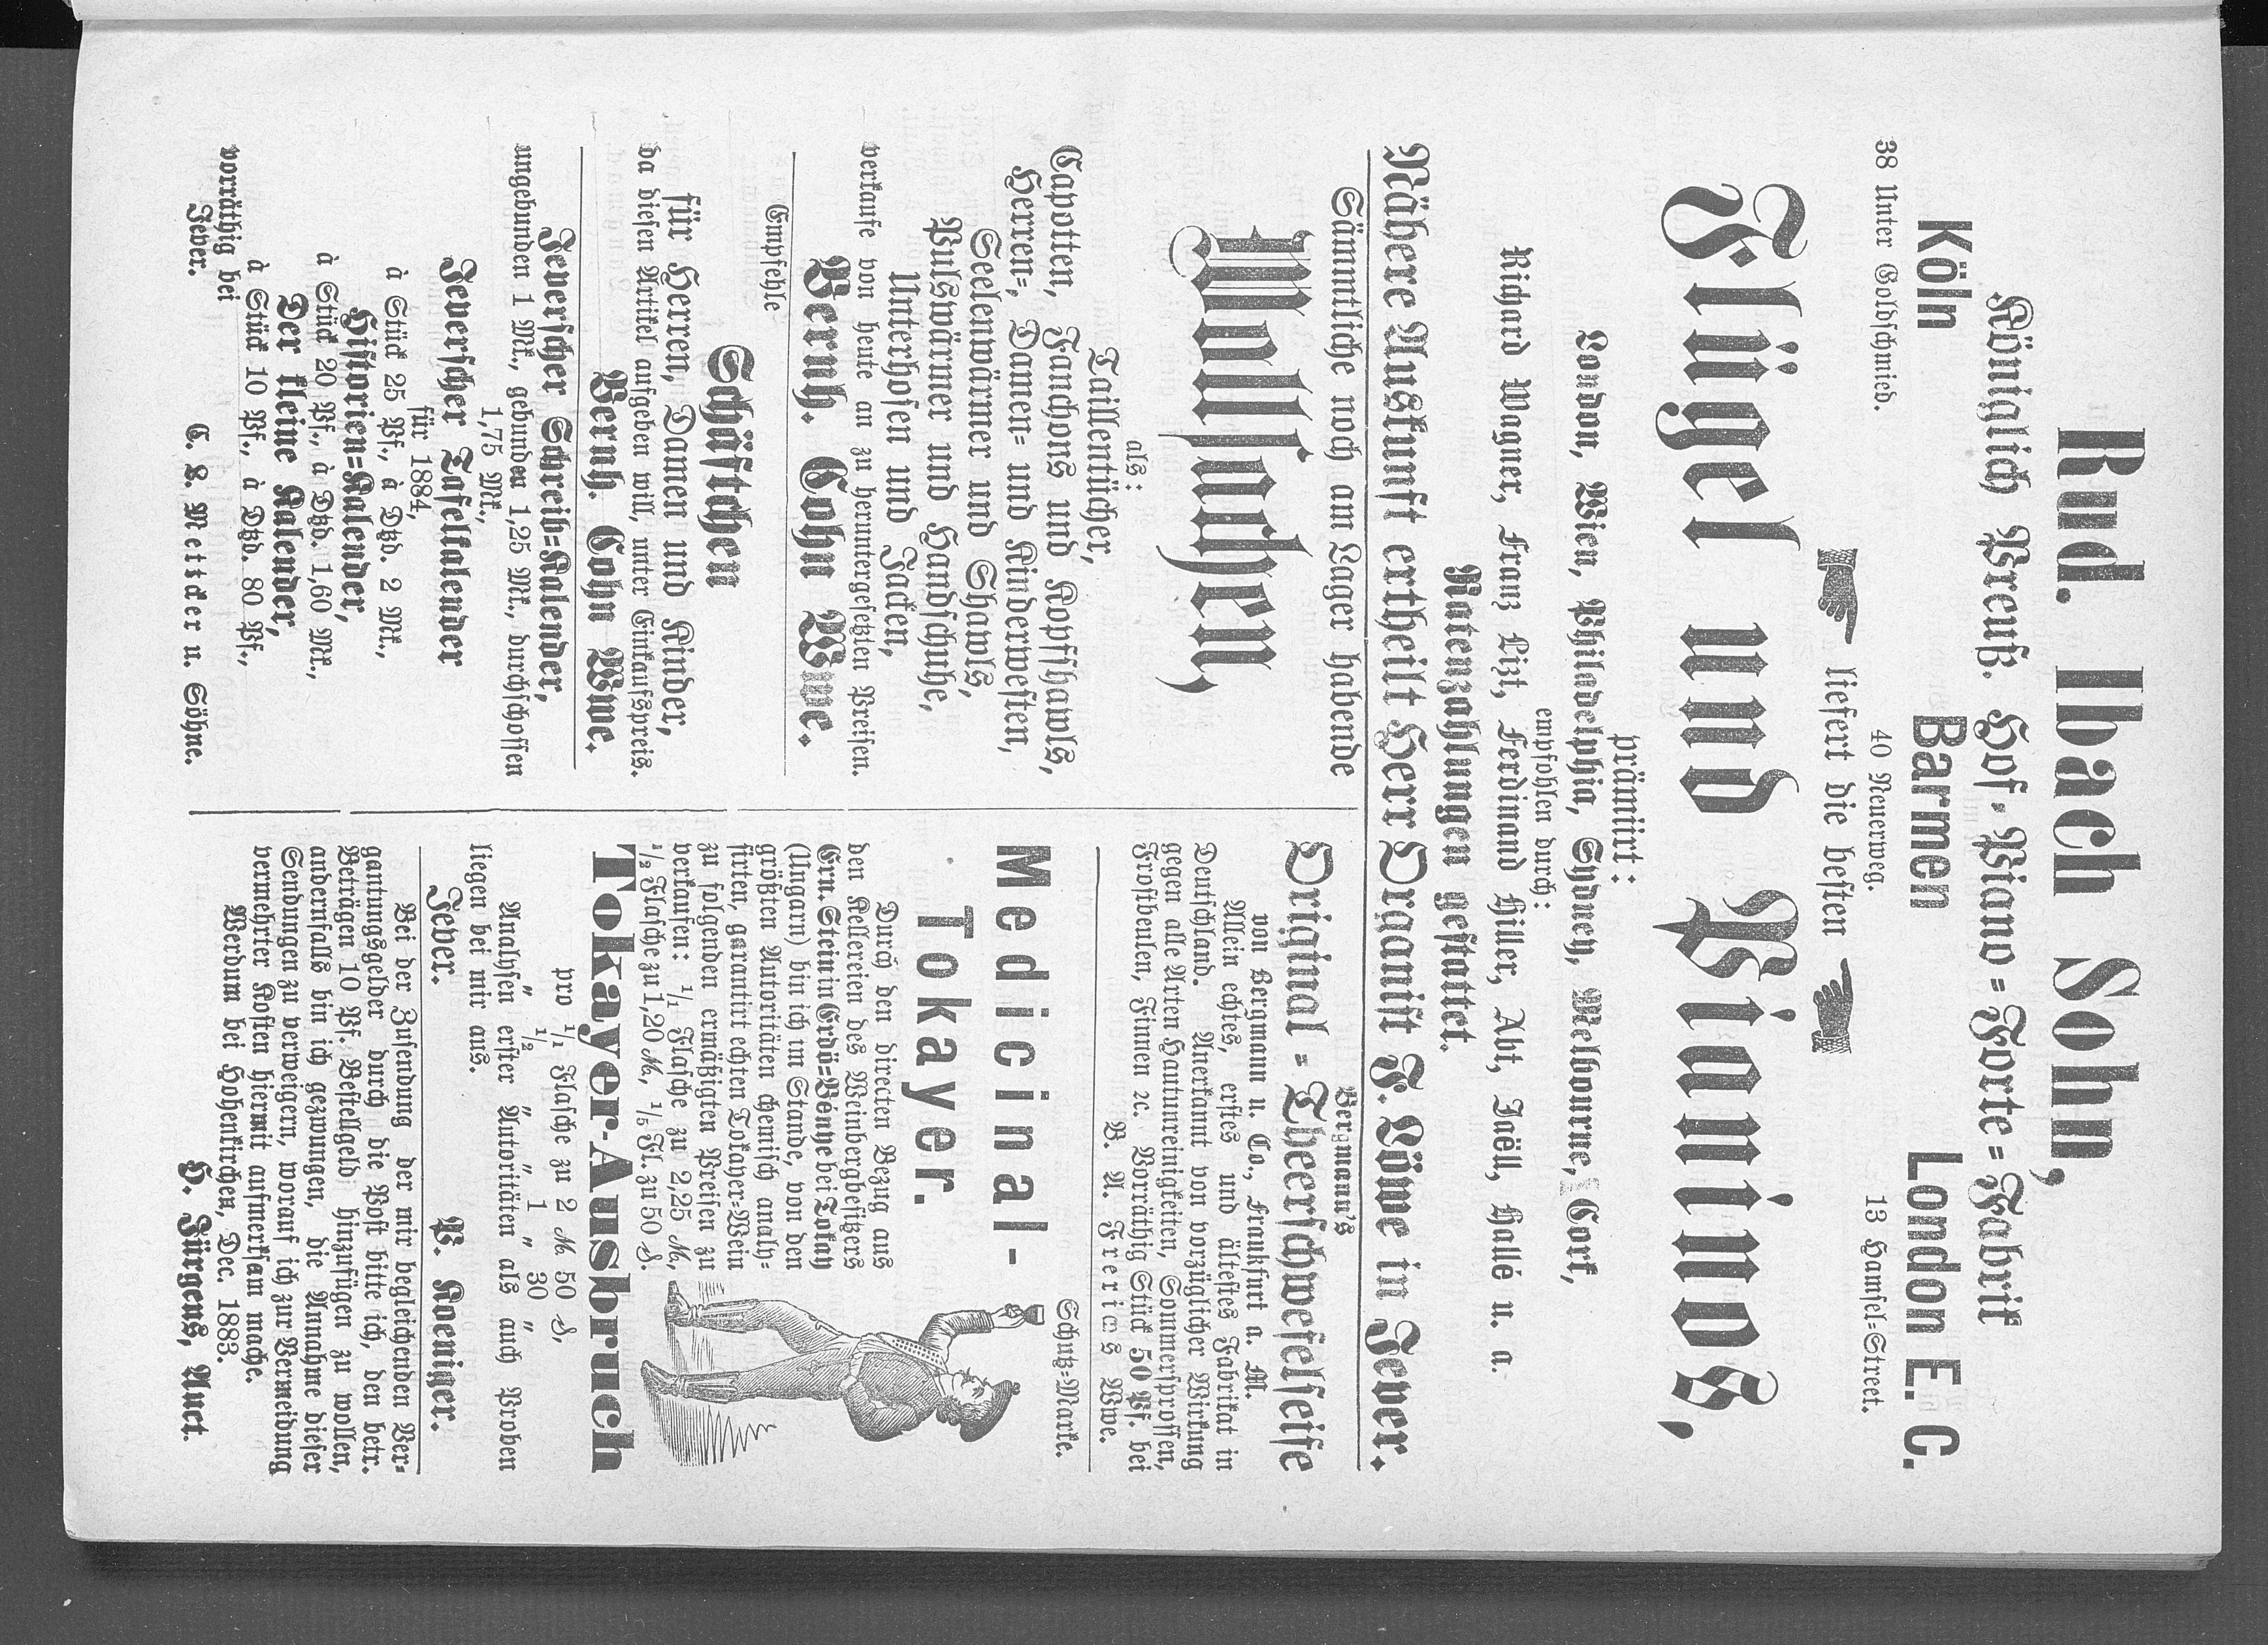 Rud. Ibach Sohn,
Königlich Preuß. Hof-Piano=Forte=Fabrik
Köln Barmen London E. C.
38 Unter Goldschmied. 40 Neuerweg. 13 Hamsel=Street.
liefert die besten
Flügel und Pianinos,
prämiirt:
London, Wien, Philadelphia, Sydney, Melbourne, Cork,
empfohlen durch:
Richard Wagner, Franz Lizt, Ferdinand Hiller, Abt, Jaëll, Hallé u. a.
Ratenzahlungen gestattet.
Nähere Auskunft ertheilt Herr Organist F. Löwe in Jever.
Sämmtliche noch am Lager habende
Wollsachen,
als:
Taillentücher,
Capotten, Fanchons und Kopfshawls,
Herren=, Damen= und Kinderwesten,
Seelenwärmer und Shawls,
Pulswärmer und Handschuhe,
Unterhosen und Jacken,
verkaufe von heute an zu heruntergesetzten Preisen.
Bernh. Cohn Wwe.
Empfehle
Schäftchen
für Herren, Damen und Kinder,
da diesen Artikel aufgeben will, unter Einkaufspreis.
Bernh. Cohn Wwe.
Jeverscher Schreib=Kalender,
ungebunden 1 Mk., gebunden 1,25 Mk., durchschossen
1,75 Mk.,
Jeverscher Tafelkalender
für 1884,
à Stück 25 Pf., à Dtzd. 2 Mk.,
Historien=Kalender,
à Stück 20 Pf., à Dtzd. 1,60 Mk.,
Der kleine Kalender,
à Stück 10 Pf., à Dtzd. 80 Pf.,
vorräthig bei
Jever. C. L. Mettcker u. Söhne.
Bergmann's
Original=Theerschwefelseife
von Bergmann u. Co., Frankfurt a. M.
Allein echtes, erstes und ältestes Fabrikat in
Deutschland. Anerkannt von vorzüglicher Wirkung
gegen alle Arten Hautunreinigkeiten, Sommersprossen,
Frostbeulen, Finnen ꝛc. Vorräthig Stück 50 Pf. bei
B. A. Frerichs Wwe.
Medicinal-
Tokayer.
Schutz=Marke.
Durch den directen Bezug aus
den Kellereien des Weinbergbesitzers
Ern. Stein in Erdö=Bénye bei Tokay
(Ungarn) bin ich im Stande, von den
größten Autoritäten chemisch analy=
sirten, garantirt echten Tokayer=Wein
zu folgenden ermäßigten Preisen zu
verkaufen: 1/1 Flasche zu 2,25 ℳ,
1/2 Flasche zu 1,20 ℳ, 1/5 Fl. zu 50 ₰.
Tokayer-Ausbruch
pro 1/1 Flasche zu 2 ℳ 50 ₰,
„ 1/2 „ „ 1 „ 30 „
Analysen erster Autoritäten als auch Proben
liegen bei mir aus.
Jever. P. Koeniger.
Bei der Zusendung der mir begleichenden Ver=
gantungsgelder durch die Post bitte ich, den betr.
Beträgen 10 Pf. Bestellgeld hinzufügen zu wollen,
andernfalls bin ich gezwungen, die Annahme dieser
Sendungen zu verweigern, worauf ich zur Vermeidung
vermehrter Kosten hiermit aufmerksam mache.
Werdum bei Hohenkirchen, Dec. 1883.
H. Jürgens, Auct.